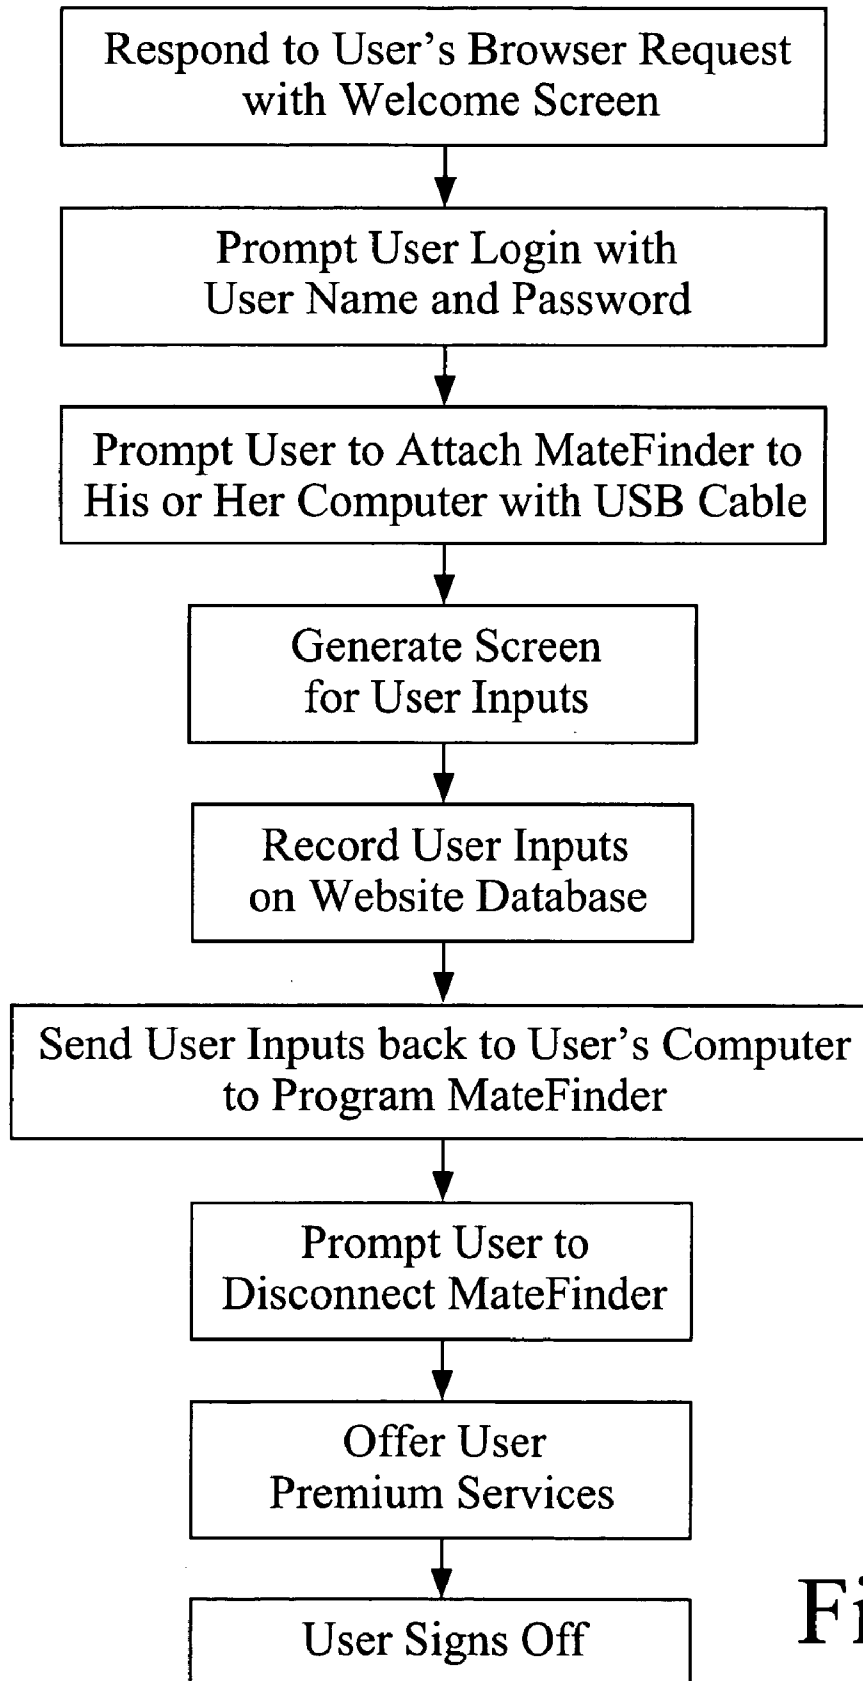 Respond to User's Browser Request
with Welcome Screen
Prompt User Login with
User Name and Password
Prompt User to Attach MateFinder to
His or Her Computer with USB Cable
Generate Screen
for User Inputs
Record User Inputs
on Website Database
Send User Inputs back to User's Computer
to Program MateFinder
Prompt User to
Disconnect MateFinder
Offer User
Premium Services
User Signs Off